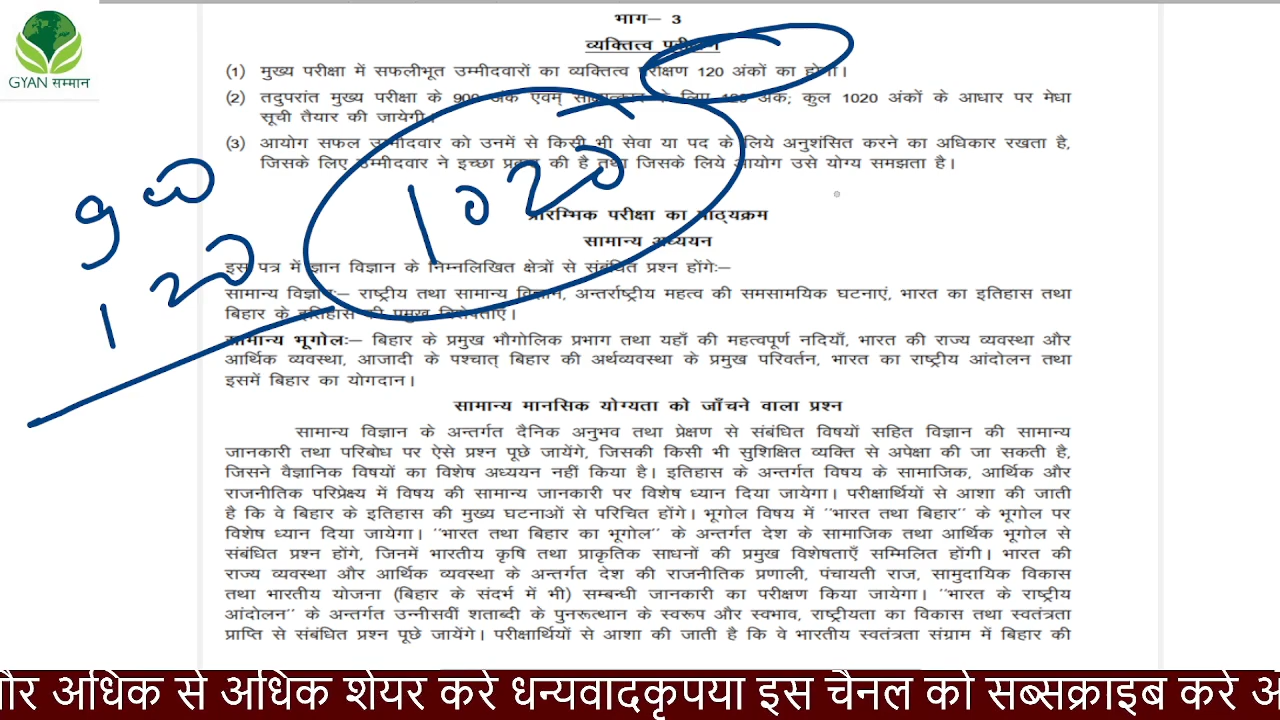 GYAN सम्मान
भाग– 3
व्यक्तित्व परीक्षण
(1) मुख्य परीक्षा में सफलीभूत उम्मीदवारों का व्यक्तित्व परीक्षण 120 अंकों का होगा।
(2) तदुपरांत मुख्य परीक्षा के 900 अंक एवम् साक्षात्कार के लिए 120 अंक; कुल 1020 अंकों के आधार पर मेधा
सूची तैयार की जायेगी।
(3) आयोग सफल उम्मीदवार को उनमें से किसी भी सेवा या पद के लिये अनुशंसित करने का अधिकार रखता है,
जिसके लिए उम्मीदवार ने इच्छा प्रकट की है तथा जिसके लिये आयोग उसे योग्य समझता है।
900
120
1020
प्रारम्भिक परीक्षा का पाठ्यक्रम
सामान्य अध्ययन
इस पत्र में ज्ञान विज्ञान के निम्नलिखित क्षेत्रों से संबंधित प्रश्न होंगेः–
सामान्य विज्ञानः– राष्ट्रीय तथा सामान्य विज्ञान, अन्तर्राष्ट्रीय महत्व की समसामयिक घटनाएं, भारत का इतिहास तथा
बिहार के इतिहास की प्रमुख विशेषताएँ।
सामान्य भूगोलः– बिहार के प्रमुख भौगोलिक प्रभाग तथा यहाँ की महत्वपूर्ण नदियाँ, भारत की राज्य व्यवस्था और
आर्थिक व्यवस्था, आजादी के पश्चात् बिहार की अर्थव्यवस्था के प्रमुख परिवर्तन, भारत का राष्ट्रीय आंदोलन तथा
इसमें बिहार का योगदान।
सामान्य मानसिक योग्यता को जाँचने वाला प्रश्न
सामान्य विज्ञान के अन्तर्गत दैनिक अनुभव तथा प्रेक्षण से संबंधित विषयों सहित विज्ञान की सामान्य
जानकारी तथा परिबोध पर ऐसे प्रश्न पूछे जायेंगे, जिसकी किसी भी सुशिक्षित व्यक्ति से अपेक्षा की जा सकती है,
जिसने वैज्ञानिक विषयों का विशेष अध्ययन नहीं किया है। इतिहास के अन्तर्गत विषय के सामाजिक, आर्थिक और
राजनीतिक परिप्रेक्ष्य में विषय की सामान्य जानकारी पर विशेष ध्यान दिया जायेगा। परीक्षार्थियों से आशा की जाती
है कि वे बिहार के इतिहास की मुख्य घटनाओं से परिचित होंगे। भूगोल विषय में "भारत तथा बिहार" के भूगोल पर
विशेष ध्यान दिया जायेगा। "भारत तथा बिहार का भूगोल" के अन्तर्गत देश के सामाजिक तथा आर्थिक भूगोल से
संबंधित प्रश्न होंगे, जिनमें भारतीय कृषि तथा प्राकृतिक साधनों की प्रमुख विशेषताएँ सम्मिलित होंगी। भारत की
राज्य व्यवस्था और आर्थिक व्यवस्था के अन्तर्गत देश की राजनीतिक प्रणाली, पंचायती राज, सामुदायिक विकास
तथा भारतीय योजना (बिहार के संदर्भ में भी) सम्बन्धी जानकारी का परीक्षण किया जायेगा। "भारत के राष्ट्रीय
आंदोलन" के अन्तर्गत उन्नीसवीं शताब्दी के पुनरूत्थान के स्वरूप और स्वभाव, राष्ट्रीयता का विकास तथा स्वतंत्रता
प्राप्ति से संबंधित प्रश्न पूछे जायेंगे। परीक्षार्थियों से आशा की जाती है कि वे भारतीय स्वतंत्रता संग्राम में बिहार की
और अधिक से अधिक शेयर करे धन्यवादकृपया इस चैनल को सब्सक्राइब करे अ